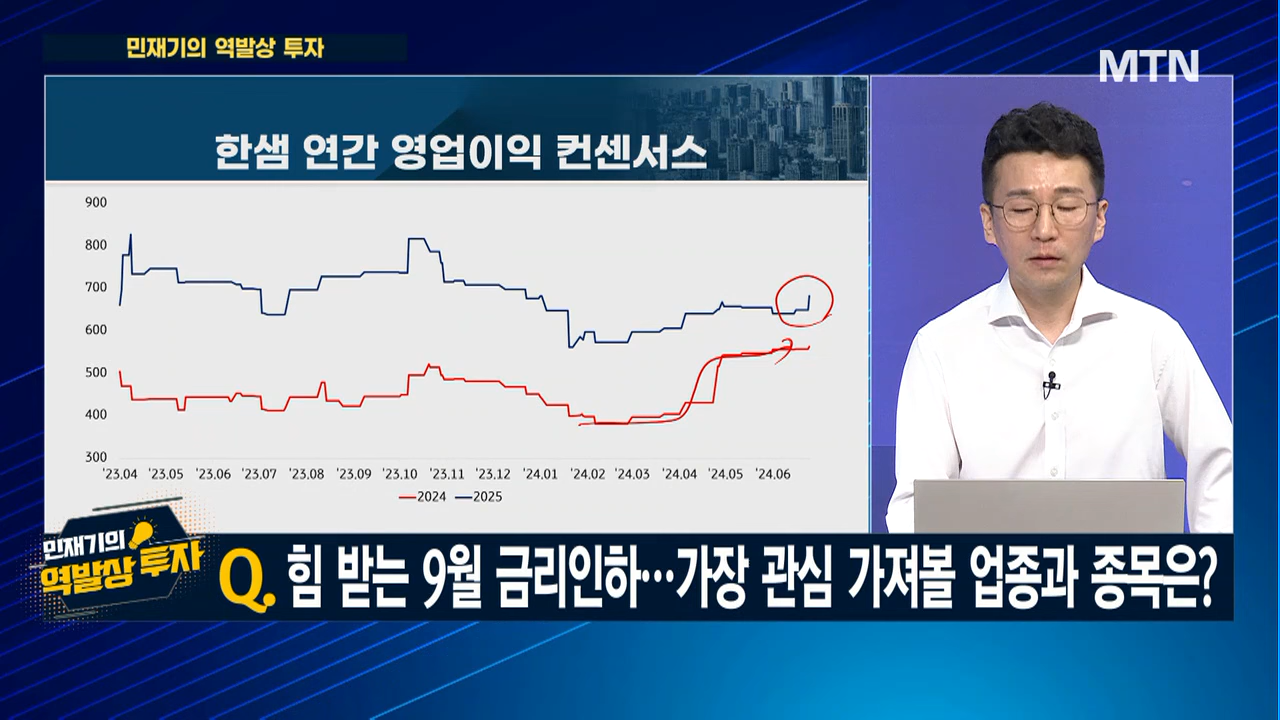 민재기의 역발상 투자
MTN
한샘 연간 영업이익 컨센서스
900
800
700
600
500
400
300
'23.04 '23.05 '23.06 '23.07 '23.08 '23.09 '23.10 '23.11 '23.12 '24.01 '24.02 '24.03 '24.04 '24.05 '24.06
2024 2025
민재기의
역발상 투자
Q. 힘 받는 9월 금리인하…가장 관심 가져볼 업종과 종목은?